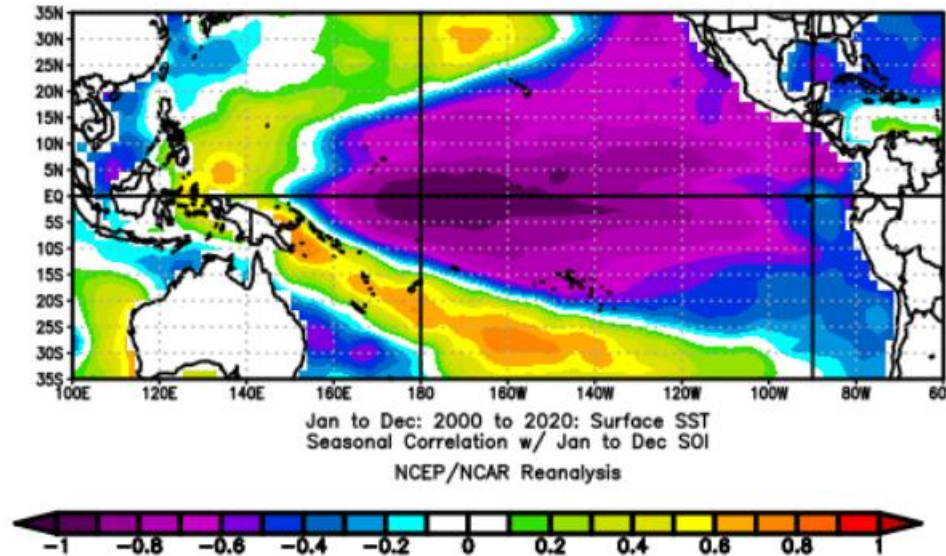 35N
30N
25N
20N
15N
10N
5N
EQ
5S
10S
15S
20S
25S
30S
35S
100E 120E 140E 160E 180 160W 140W 120W 100W 80W 60W
Jan to Dec: 2000 to 2020: Surface SST
Seasonal Correlation w/ Jan to Dec SOI
NCEP/NCAR Reanalysis
-1 -0.8 -0.6 -0.4 -0.2 0 0.2 0.4 0.6 0.8 1